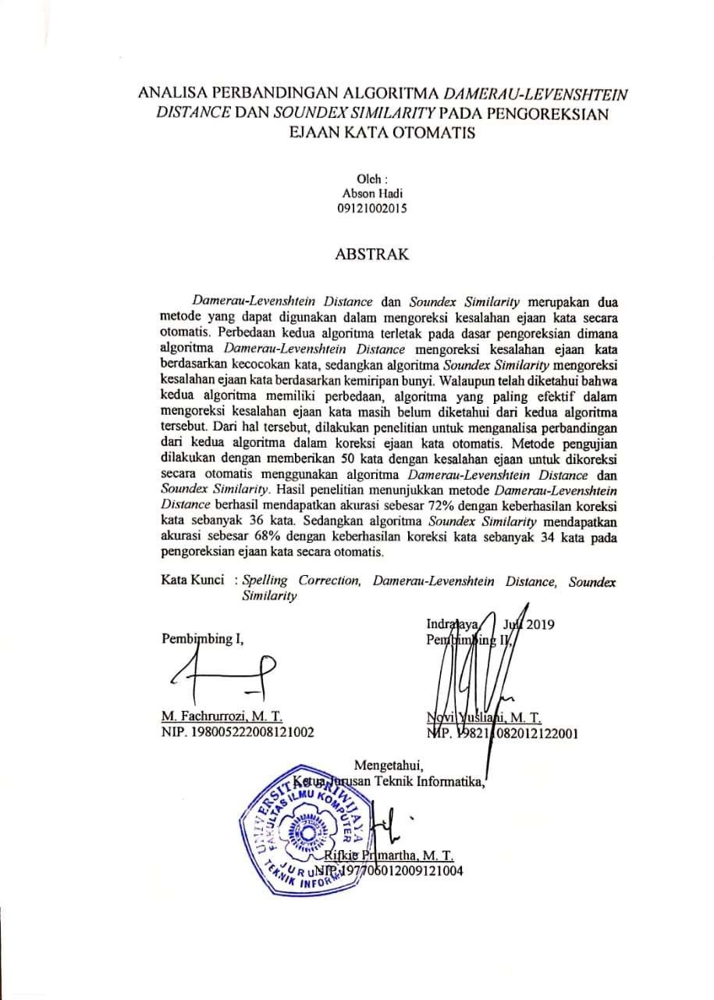 ANALISA PERBANDINGAN ALGORITMA DAMERAU-LEVENSHTEIN
DISTANCE DAN SOUNDEX SIMILARITY PADA PENGOREKSIAN
EJAAN KATA OTOMATIS
Oleh :
Abson Hadi
09121002015
ABSTRAK
Damerau-Levenshtein Distance dan Soundex Similarity merupakan dua
metode yang dapat digunakan dalam mengoreksi kesalahan ejaan kata secara
otomatis. Perbedaan kedua algoritma terletak pada dasar pengoreksian dimana
algoritma Damerau-Levenshtein Distance mengoreksi kesalahan ejaan kata
berdasarkan kecocokan kata, sedangkan algoritma Soundex Similarity mengoreksi
kesalahan ejaan kata berdasarkan kemiripan bunyi. Walaupun telah diketahui bahwa
kedua algoritma memiliki perbedaan, algoritma yang paling efektif dalam
mengoreksi kesalahan ejaan kata masih belum diketahui dari kedua algoritma
tersebut. Dari hal tersebut, dilakukan penelitian untuk menganalisa perbandingan
dari kedua algoritma dalam koreksi ejaan kata otomatis. Metode pengujian
dilakukan dengan memberikan 50 kata dengan kesalahan ejaan untuk dikoreksi
secara otomatis menggunakan algoritma Damerau-Levenshtein Distance dan
Soundex Similarity. Hasil penelitian menunjukkan metode Damerau-Levenshtein
Distance berhasil mendapatkan akurasi sebesar 72% dengan keberhasilan koreksi
kata sebanyak 36 kata. Sedangkan algoritma Soundex Similarity mendapatkan
akurasi sebesar 68% dengan keberhasilan koreksi kata sebanyak 34 kata pada
pengoreksian ejaan kata secara otomatis.
Kata Kunci : Spelling Correction, Damerau-Levenshtein Distance, Soundex
Similarity
Indralaya, Juli 2019
Pembimbing I, Pembimbing II,
M. Fachrurrozi, M. T. Novi Yusliani, M. T.
NIP. 198005222008121002 NIP. 198211082012122001
Mengetahui,
Ketua Jurusan Teknik Informatika,
UNIVERSITAS SRIWIJAYA
FAKULTAS ILMU KOMPUTER
JURUSAN
TEKNIK INFORMATIKA
Rifkie Primartha, M. T.
NIP.197706012009121004